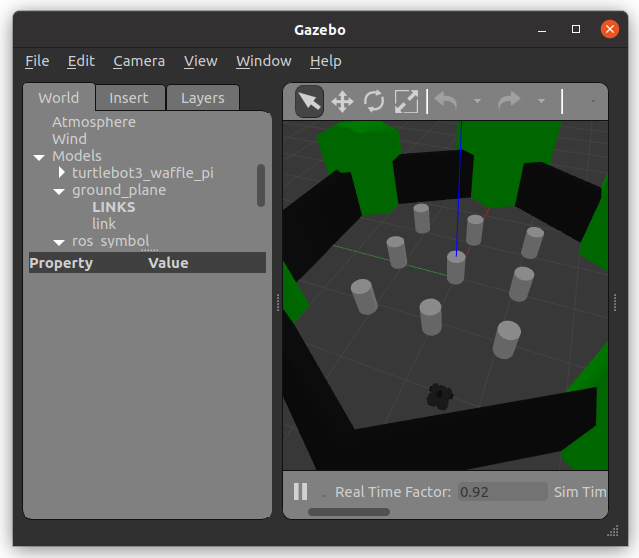 Gazebo
File Edit Camera View Window Help
World Insert Layers
Atmosphere
Wind
Models
turtlebot3_waffle_pi
ground_plane
LINKS
link
ros_symbol
Property Value
Real Time Factor: 0.92 Sim Tim